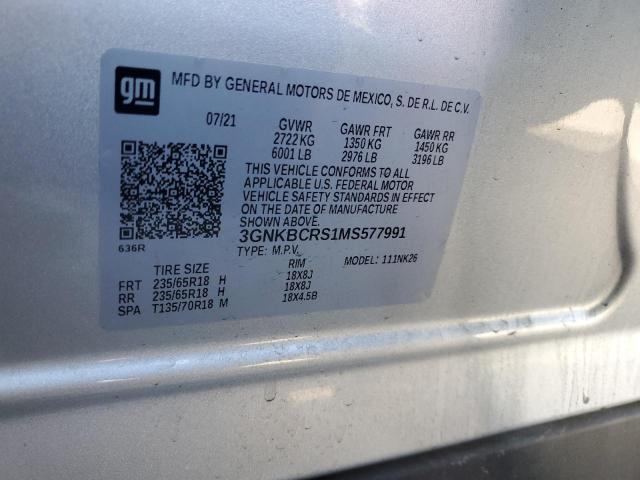 gm
MFD BY GENERAL MOTORS DE MEXICO, S. DE R.L. DE C.V.
07/21 GVWR GAWR FRT GAWR RR
2722 KG 1350 KG 1450 KG
6001 LB 2976 LB 3196 LB
THIS VEHICLE CONFORMS TO ALL
APPLICABLE U.S. FEDERAL MOTOR
VEHICLE SAFETY STANDARDS IN EFFECT
ON THE DATE OF MANUFACTURE
SHOWN ABOVE.
3GNKBCRS1MS577991
636R
TYPE: M.P.V. MODEL: 111NK26
TIRE SIZE RIM
FRT 235/65R18 H 18X8J
RR 235/65R18 H 18X8J
SPA T135/70R18 M 18X4.5B